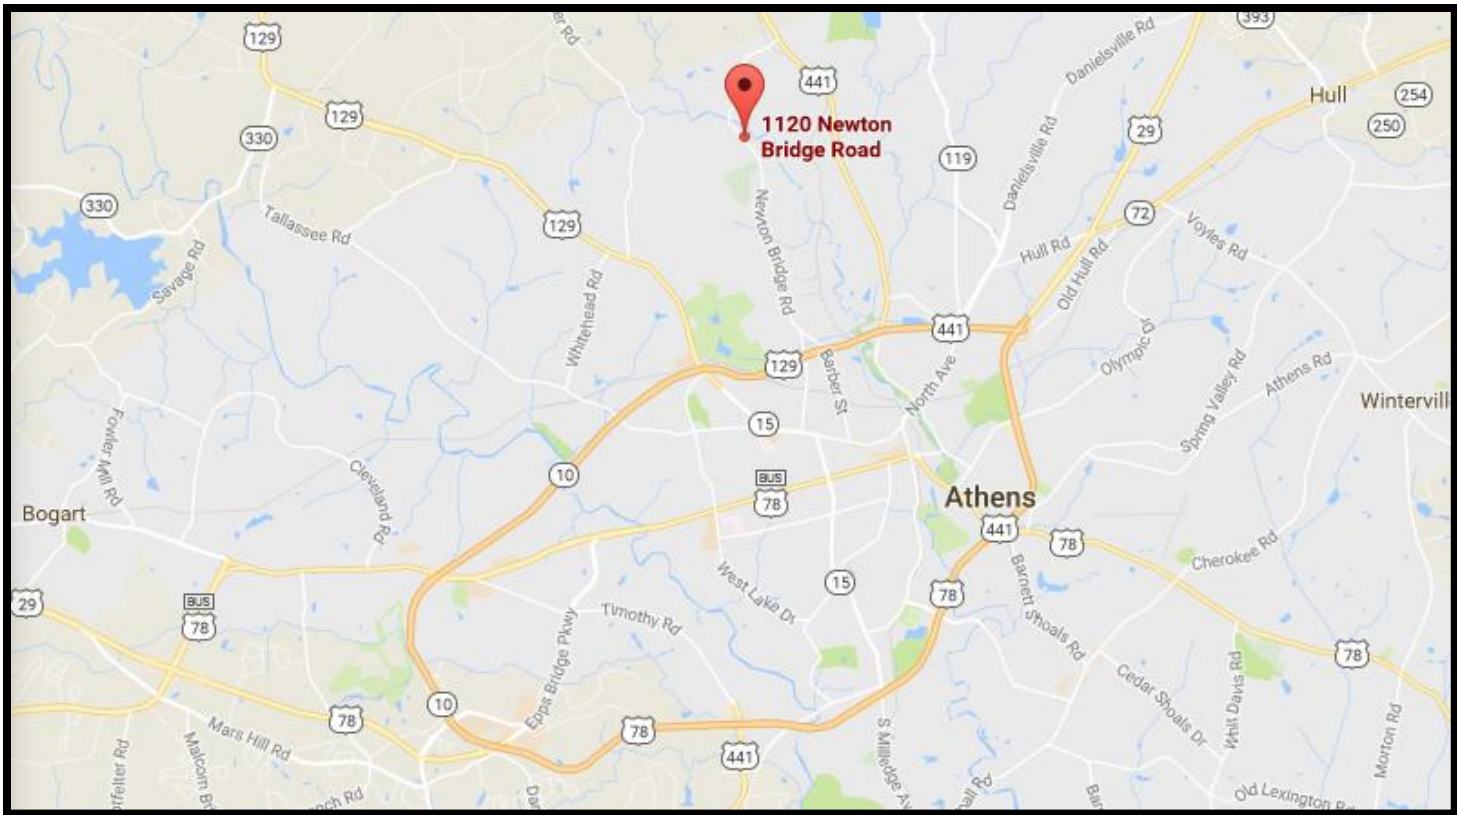 393
129
441
Danielsville Rd
Hull
254
129
1120 Newton
Bridge Road
250
330
29
119
Danielsville Rd
330
129
72
Tallassee Rd
Newton Bridge Rd
Voyles Rd
Savage Rd
Hull Rd
Old Hull Rd
Whitehead Rd
441
129
Barber St
North Ave
Olympic Dr
Athens Rd
Spring Valley Rd
Wintervill
15
Fowler Mill Rd
Cleveland Rd
10
BUS
78
Athens
Bogart
441
78
Cherokee Rd
West Lake Dr
15
Barnett Shoals Rd
29
BUS
78
78
Timothy Rd
Epps Bridge Pkwy
78
Cedar Shoals Dr
Whit Davis Rd
10
78
Mars Hill Rd
78
441
S Milledge Av
Morton Rd
Malcom Br
Old Lexington Rd